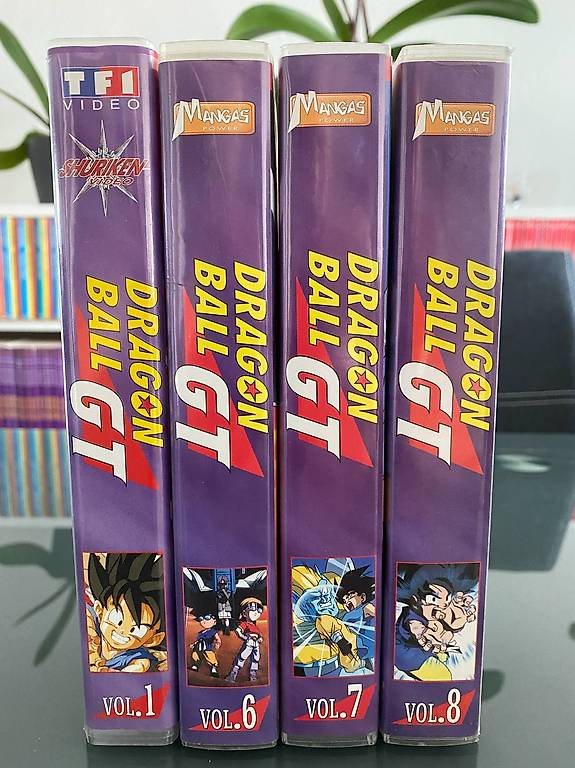 TF1
VIDEO
SHURIKEN
VIDEO
DRAGON
BALL
GT
VOL.1
MANGAS
POWER
DRAGON
BALL
GT
VOL.6
MANGAS
POWER
DRAGON
BALL
GT
VOL.7
MANGAS
POWER
DRAGON
BALL
GT
VOL.8